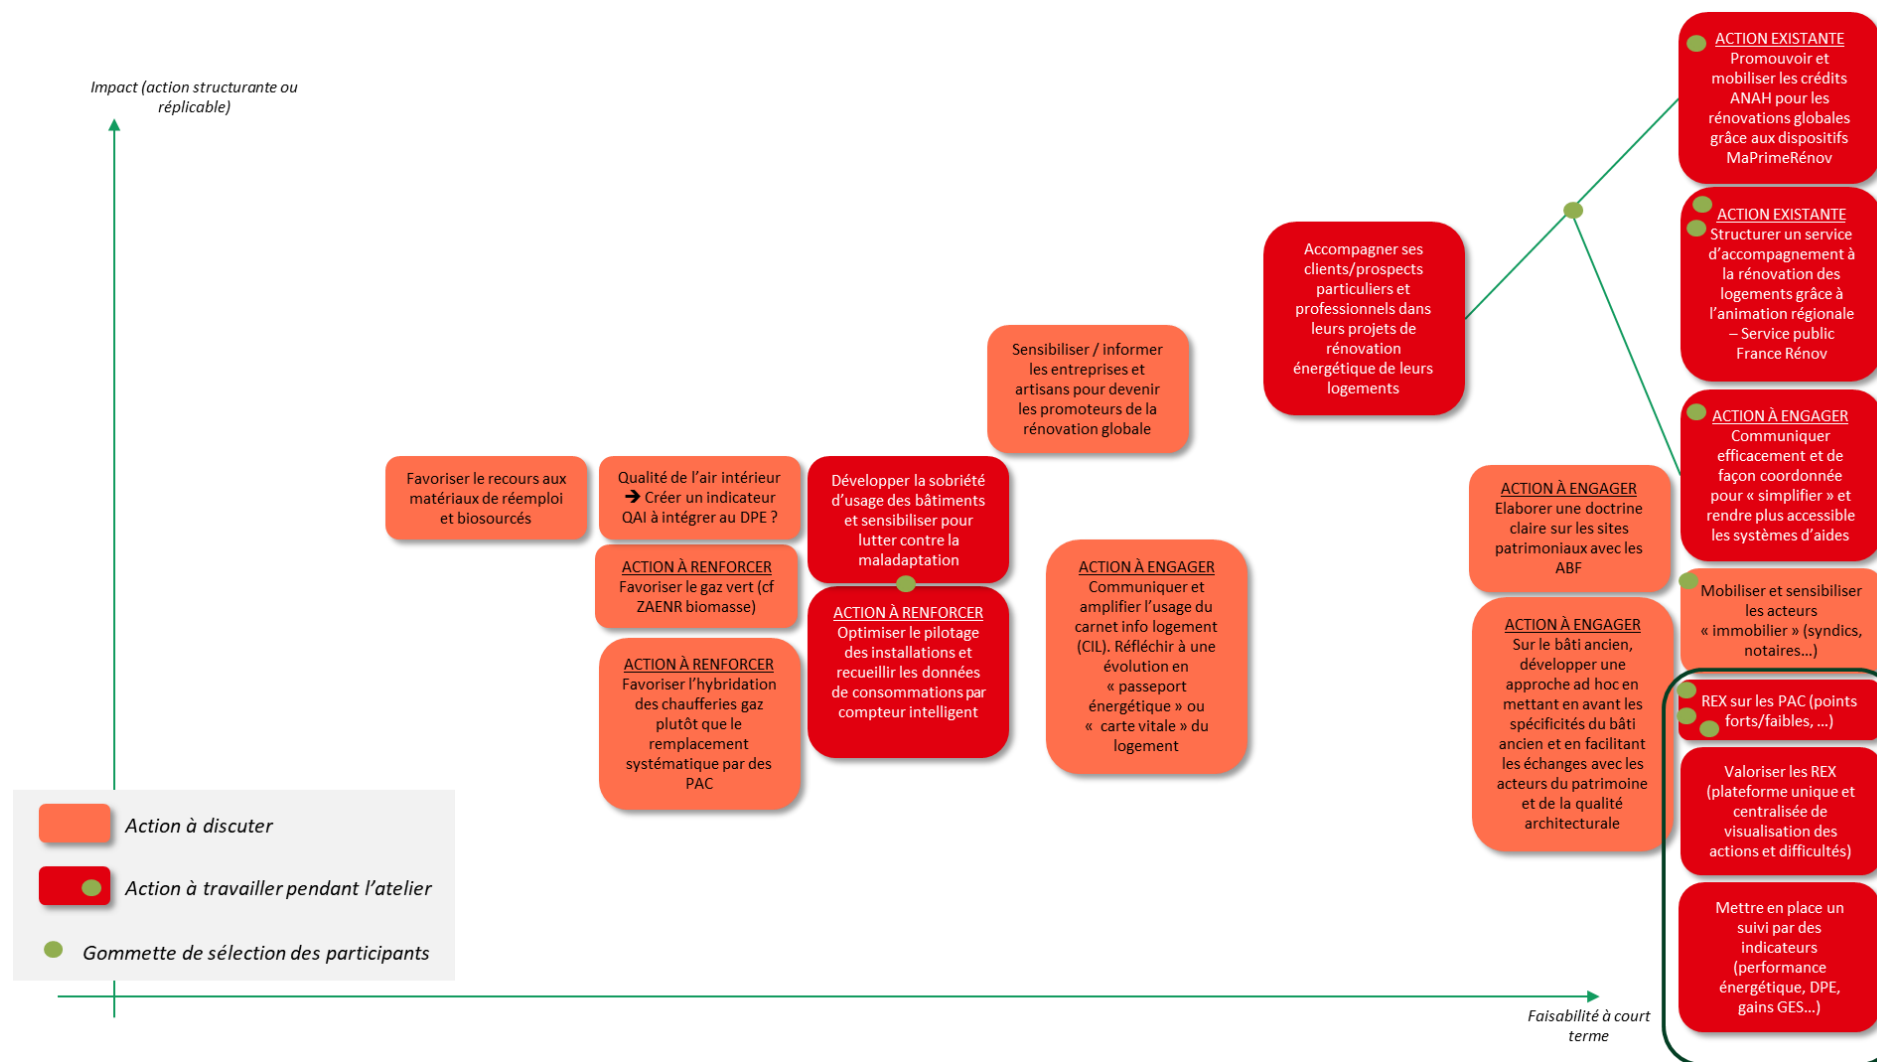 Impact (action structurante ou
réplicable)
ACTION EXISTANTE
Promouvoir et
mobiliser les crédits
ANAH pour les
rénovations globales
grâce aux dispositifs
MaPrimeRénov
ACTION EXISTANTE
Structurer un service
d’accompagnement à
la rénovation des
logements grâce à
l’animation régionale
– Service public
France Rénov
Accompagner ses
clients/prospects
particuliers et
professionnels dans
leurs projets de
rénovation
énergétique de leurs
logements
Sensibiliser / informer
les entreprises et
artisans pour devenir
les promoteurs de la
rénovation globale
ACTION À ENGAGER
Communiquer
efficacement et de
façon coordonnée
pour « simplifier » et
rendre plus accessible
les systèmes d’aides
Favoriser le recours aux
matériaux de réemploi
et biosourcés
Qualité de l’air intérieur
➔ Créer un indicateur
QAI à intégrer au DPE ?
Développer la sobriété
d’usage des bâtiments
et sensibiliser pour
lutter contre la
maladaptation
ACTION À ENGAGER
Elaborer une doctrine
claire sur les sites
patrimoniaux avec les
ABF
ACTION À RENFORCER
Favoriser le gaz vert (cf
ZAENR biomasse)
ACTION À RENFORCER
Optimiser le pilotage
des installations et
recueillir les données
de consommations par
compteur intelligent
ACTION À ENGAGER
Communiquer et
amplifier l’usage du
carnet info logement
(CIL). Réfléchir à une
évolution en
« passeport
énergétique » ou
« carte vitale » du
logement
Mobiliser et sensibiliser
les acteurs
« immobilier » (syndics,
notaires…)
ACTION À RENFORCER
Favoriser l’hybridation
des chaufferies gaz
plutôt que le
remplacement
systématique par des
PAC
ACTION À ENGAGER
Sur le bâti ancien,
développer une
approche ad hoc en
mettant en avant les
spécificités du bâti
ancien et en facilitant
les échanges avec les
acteurs du patrimoine
et de la qualité
architecturale
REX sur les PAC (points
forts/faibles, …)
Valoriser les REX
(plateforme unique et
centralisée de
visualisation des
actions et difficultés)
Mettre en place un
suivi par des
indicateurs
(performance
énergétique, DPE,
gains GES…)
Action à discuter
Action à travailler pendant l’atelier
Gommette de sélection des participants
Faisabilité à court
terme